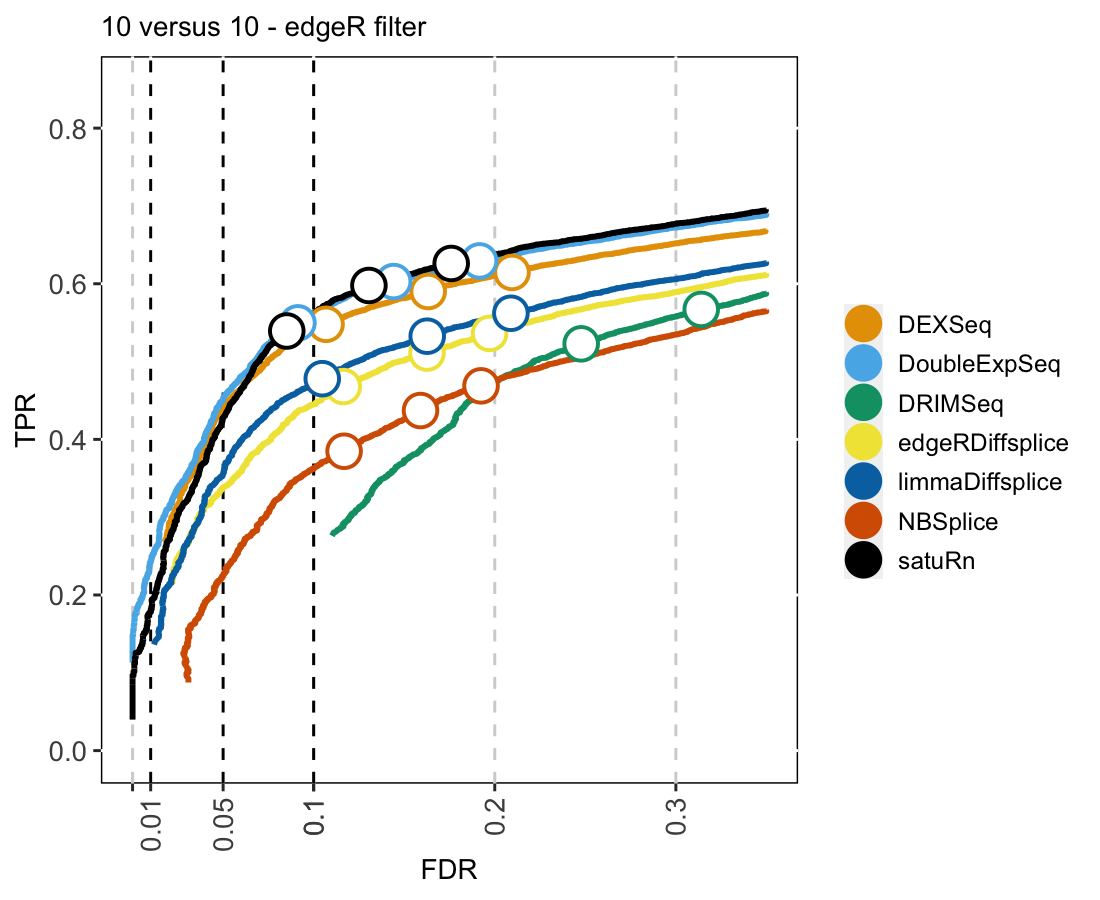 10 versus 10 - edgeR filter
TPR
0.8
0.6
0.4
0.2
0.0
0.01
0.05
0.1
0.2
0.3
FDR
DEXSeq
DoubleExpSeq
DRIMSeq
edgeRDiffsplice
limmaDiffsplice
NBSplice
satuRn